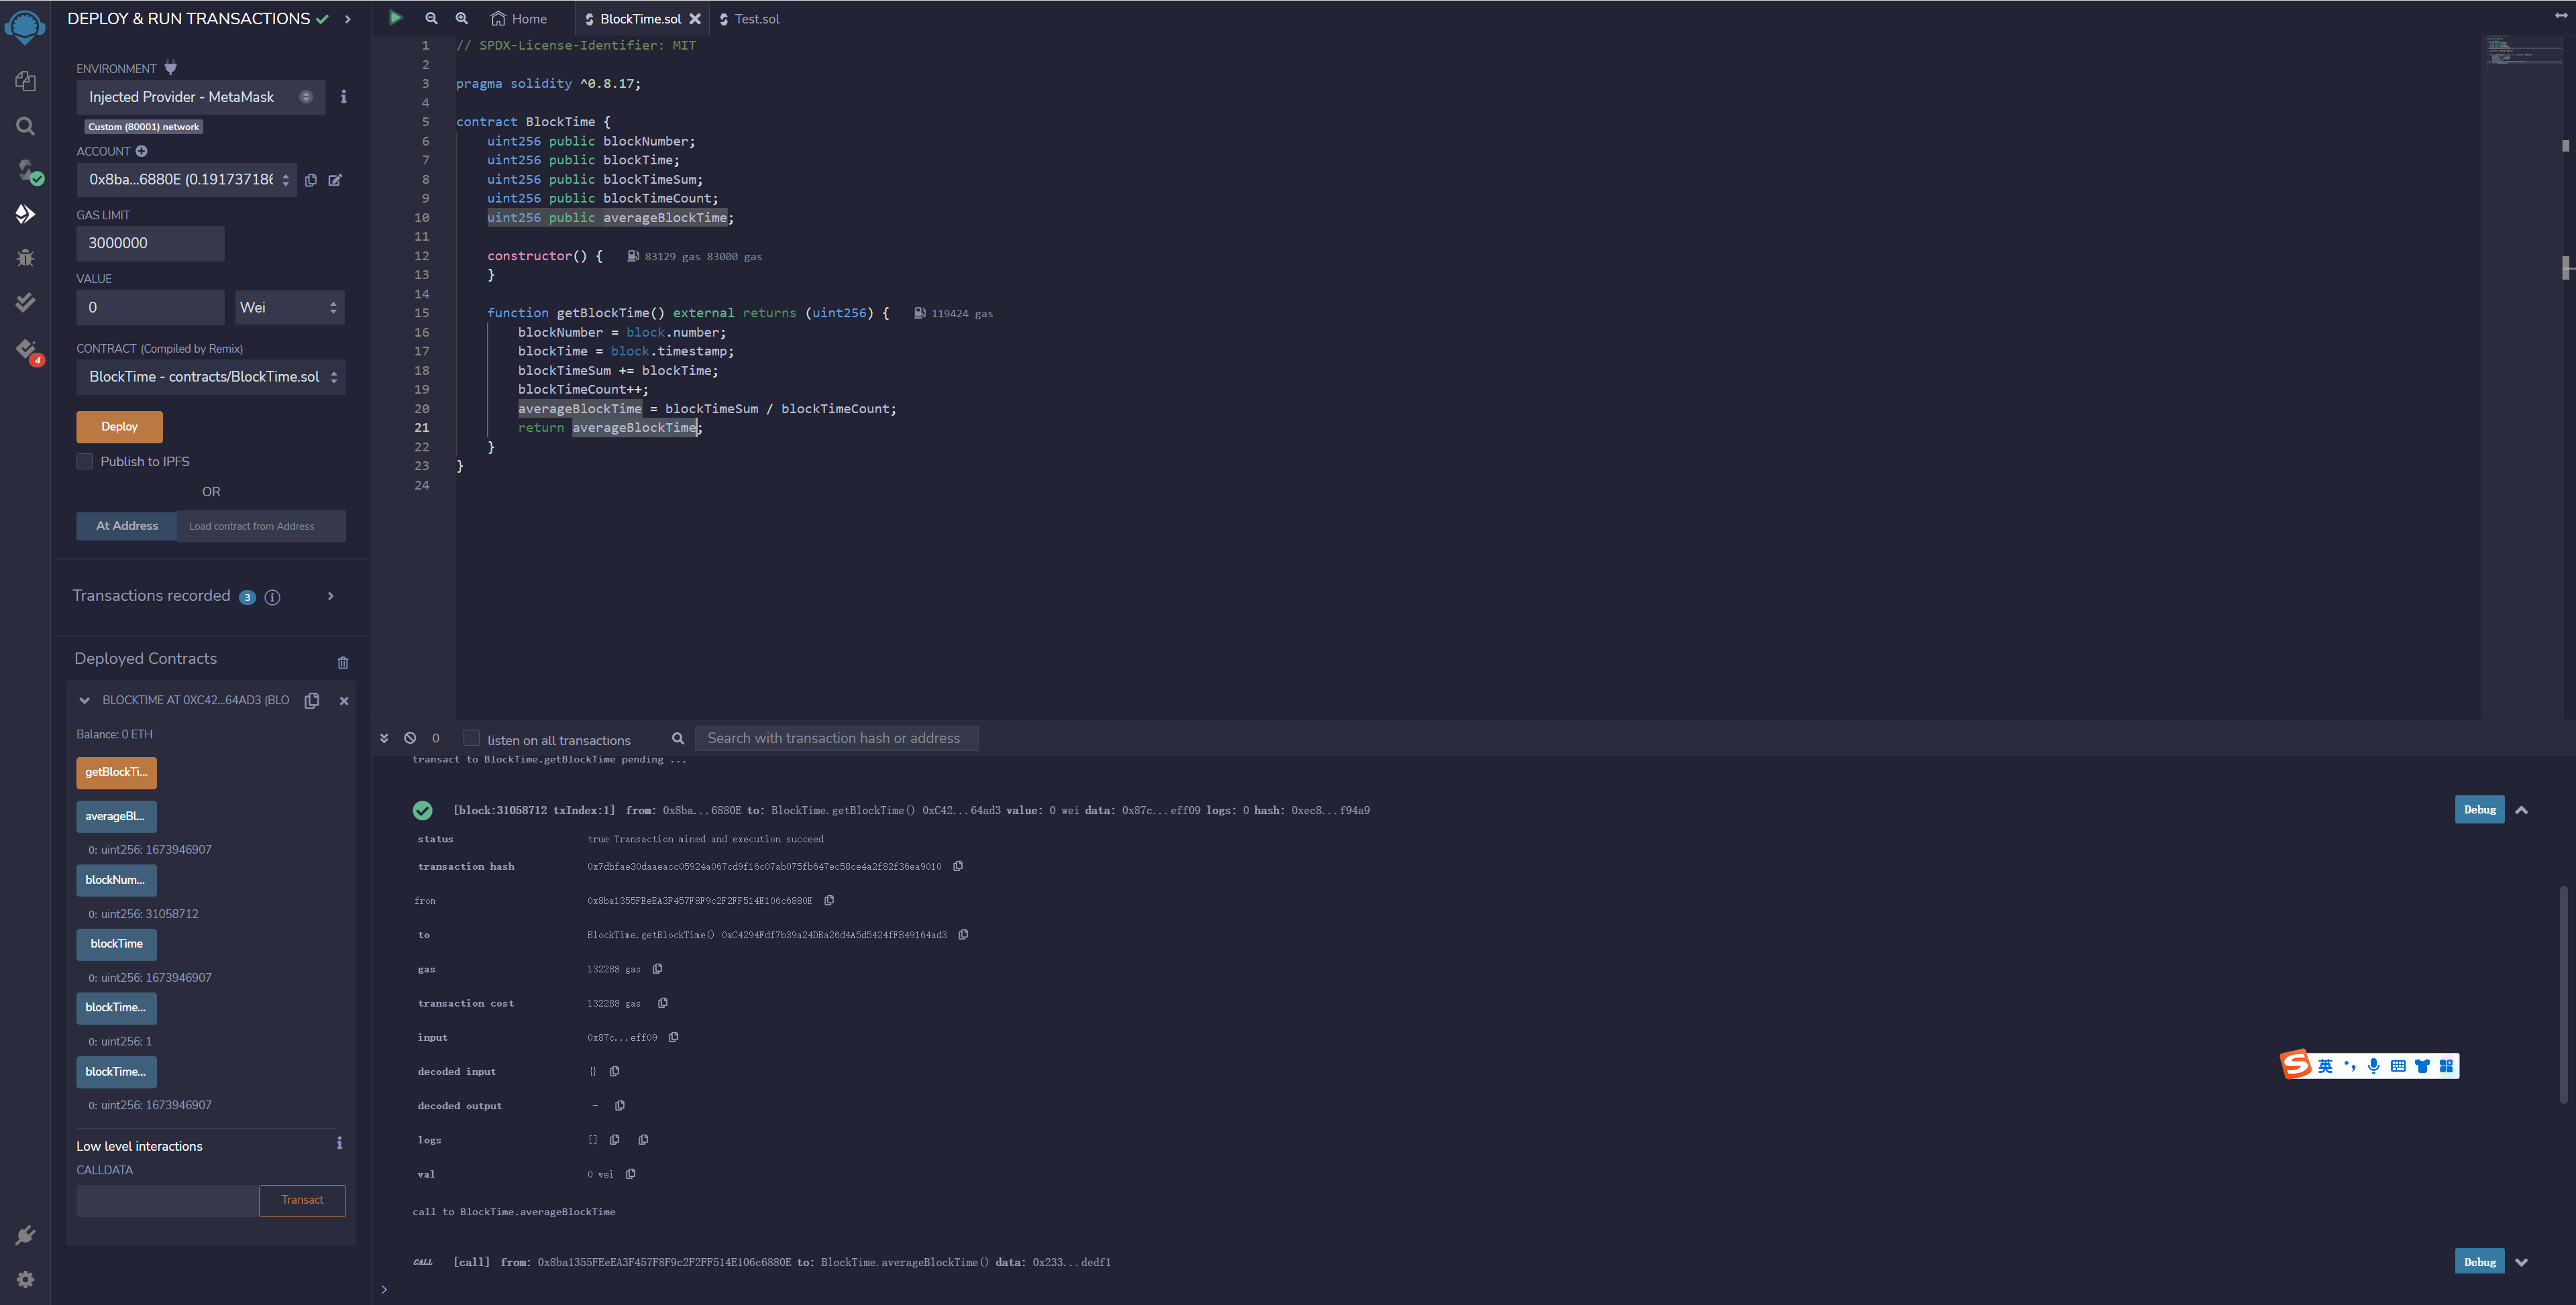 DEPLOY & RUN TRANSACTIONS
ENVIRONMENT
Injected Provider - MetaMask
Custom (80001) network
ACCOUNT
0x8ba...6880E (0.191737186
GAS LIMIT
3000000
VALUE
0
Wei
CONTRACT (Compiled by Remix)
BlockTime - contracts/BlockTime.sol
Deploy
Publish to IPFS
OR
At Address
Load contract from Address
Transactions recorded 3
Deployed Contracts
BLOCKTIME AT 0XC42...64AD3 (BLO
Balance: 0 ETH
getBlockTi...
averageBl...
0: uint256: 1673946907
blockNum...
0: uint256: 31058712
blockTime
0: uint256: 1673946907
blockTime...
0: uint256: 1
blockTime...
0: uint256: 1673946907
Low level interactions
CALLDATA
Transact
4
Home
BlockTime.sol
Test.sol
1 // SPDX-License-Identifier: MIT
2
3 pragma solidity ^0.8.17;
4
5 contract BlockTime {
6 uint256 public blockNumber;
7 uint256 public blockTime;
8 uint256 public blockTimeSum;
9 uint256 public blockTimeCount;
10 uint256 public averageBlockTime;
11
12 constructor() { 83129 gas 83000 gas
13 }
14
15 function getBlockTime() external returns (uint256) { 119424 gas
16 blockNumber = block.number;
17 blockTime = block.timestamp;
18 blockTimeSum += blockTime;
19 blockTimeCount++;
20 averageBlockTime = blockTimeSum / blockTimeCount;
21 return averageBlockTime;
22 }
23 }
24
0
listen on all transactions
Search with transaction hash or address
transact to BlockTime.getBlockTime pending ...
[block:31058712 txIndex:1] from: 0x8ba...6880E to: BlockTime.getBlockTime() 0xC42...64ad3 value: 0 wei data: 0x87c...eff09 logs: 0 hash: 0xec8...f94a9
Debug
status true Transaction mined and execution succeed
transaction hash 0x7dbfae30daaeacc05924a067cd9f16c07ab075fb647ec58ce4a2f82f36ea9010
from 0x8ba1355FEeEA3F457F8F9c2F2FF514E106c6880E
to BlockTime.getBlockTime() 0xC4294Fdf7b39a24DBa26d4A5d5424fFB49164ad3
gas 132288 gas
transaction cost 132288 gas
input 0x87c...eff09
decoded input {}
decoded output -
logs []
val 0 wei
call to BlockTime.averageBlockTime
CALL [call] from: 0x8ba1355FEeEA3F457F8F9c2F2FF514E106c6880E to: BlockTime.averageBlockTime() data: 0x233...dedf1
Debug
>
英